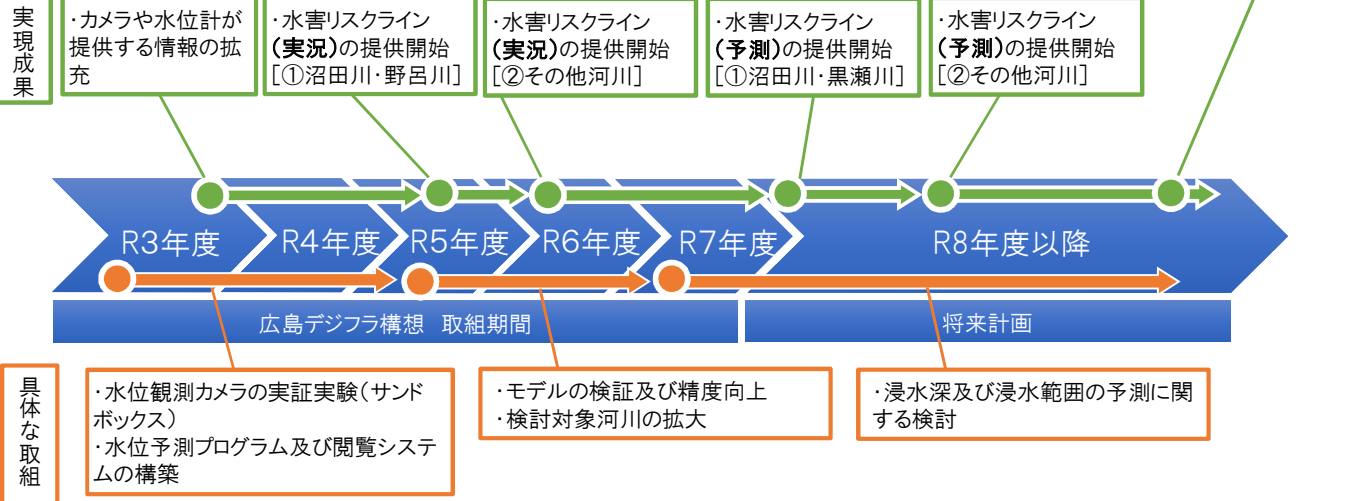 実現成果
・カメラや水位計が
提供する情報の拡
充
・水害リスクライン
(実況)の提供開始
[①沼田川・野呂川]
・水害リスクライン
(実況)の提供開始
[②その他河川]
・水害リスクライン
(予測)の提供開始
[①沼田川・黒瀬川]
・水害リスクライン
(予測)の提供開始
[②その他河川]
R3年度
R4年度
R5年度
R6年度
R7年度
R8年度以降
広島デジフラ構想 取組期間
将来計画
具体な取組
・水位観測カメラの実証実験(サンド
ボックス)
・水位予測プログラム及び閲覧システ
ムの構築
・モデルの検証及び精度向上
・検討対象河川の拡大
・浸水深及び浸水範囲の予測に関
する検討